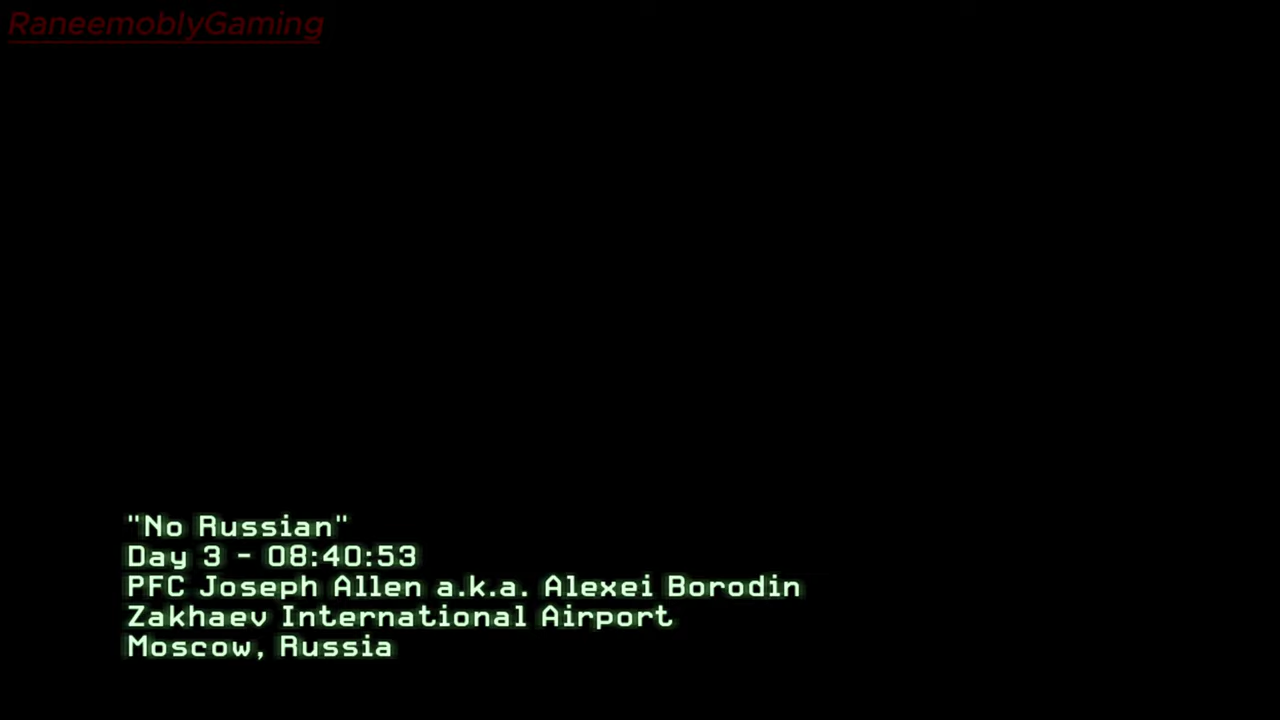 RaneemoblyGaming
"No Russian"
Day 3 - 08:40:53
PFC Joseph Allen a.k.a. Alexei Borodin
Zakhaev International Airport
Moscow, Russia